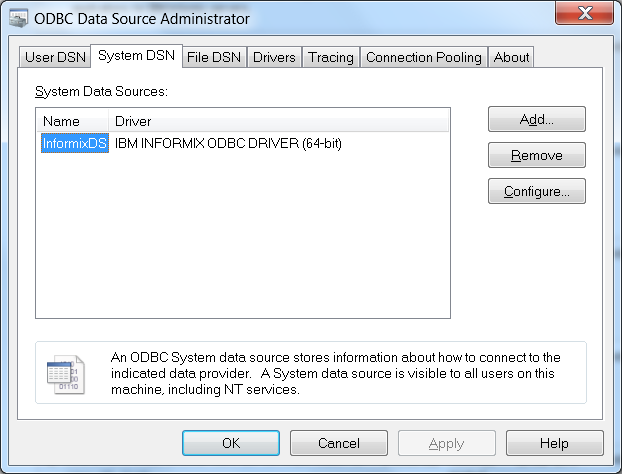 ODBC Data Source Administrator
User DSN System DSN File DSN Drivers Tracing Connection Pooling About
System Data Sources:
Name Driver
InformixDS IBM INFORMIX ODBC DRIVER (64-bit)
Add...
Remove
Configure...
An ODBC System data source stores information about how to connect to the
indicated data provider. A System data source is visible to all users on this
machine, including NT services.
OK Cancel Apply Help